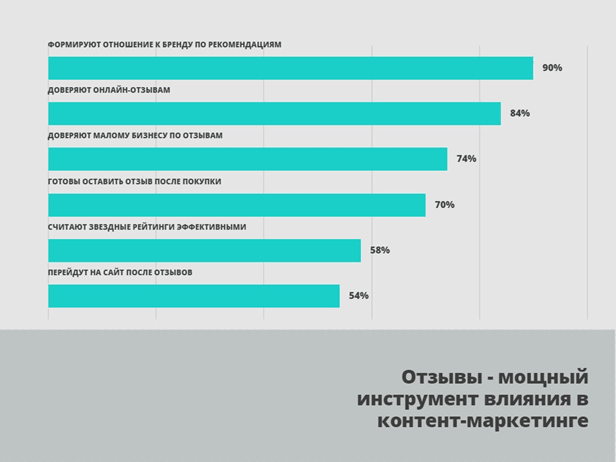 ФОРМИРУЮТ ОТНОШЕНИЕ К БРЕНДУ ПО РЕКОМЕНДАЦИЯМ
90%
ДОВЕРЯЮТ ОНЛАЙН-ОТЗЫВАМ
84%
ДОВЕРЯЮТ МАЛОМУ БИЗНЕСУ ПО ОТЗЫВАМ
74%
ГОТОВЫ ОСТАВИТЬ ОТЗЫВ ПОСЛЕ ПОКУПКИ
70%
СЧИТАЮТ ЗВЕЗДНЫЕ РЕЙТИНГИ ЭФФЕКТИВНЫМИ
58%
ПЕРЕЙДУТ НА САЙТ ПОСЛЕ ОТЗЫВОВ
54%
Отзывы - мощный
инструмент влияния в
контент-маркетинге